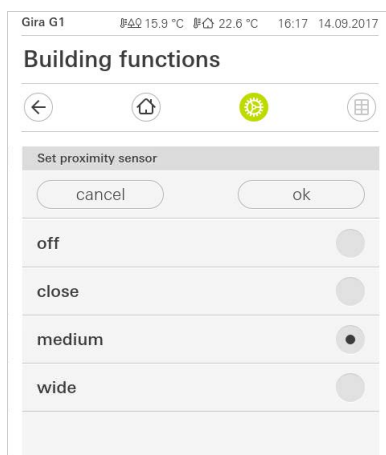 Gira G1 15.9 °C 22.6 °C 16:17 14.09.2017
Building functions
Set proximity sensor
cancel ok
off
close
medium
wide